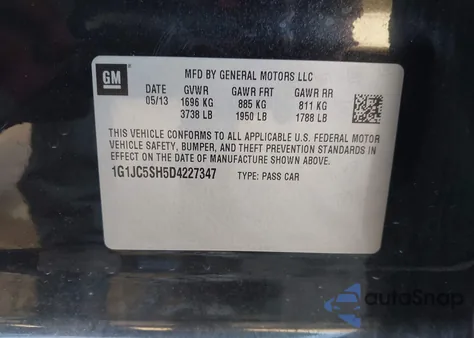 GM
MFD BY GENERAL MOTORS LLC
DATE GVWR GAWR FRT GAWR RR
05/13 1696 KG 885 KG 811 KG
3738 LB 1950 LB 1788 LB
THIS VEHICLE CONFORMS TO ALL APPLICABLE U.S. FEDERAL MOTOR
VEHICLE SAFETY, BUMPER, AND THEFT PREVENTION STANDARDS IN
EFFECT ON THE DATE OF MANUFACTURE SHOWN ABOVE.
1G1JC5SH5D4227347 TYPE: PASS CAR
autoSnap